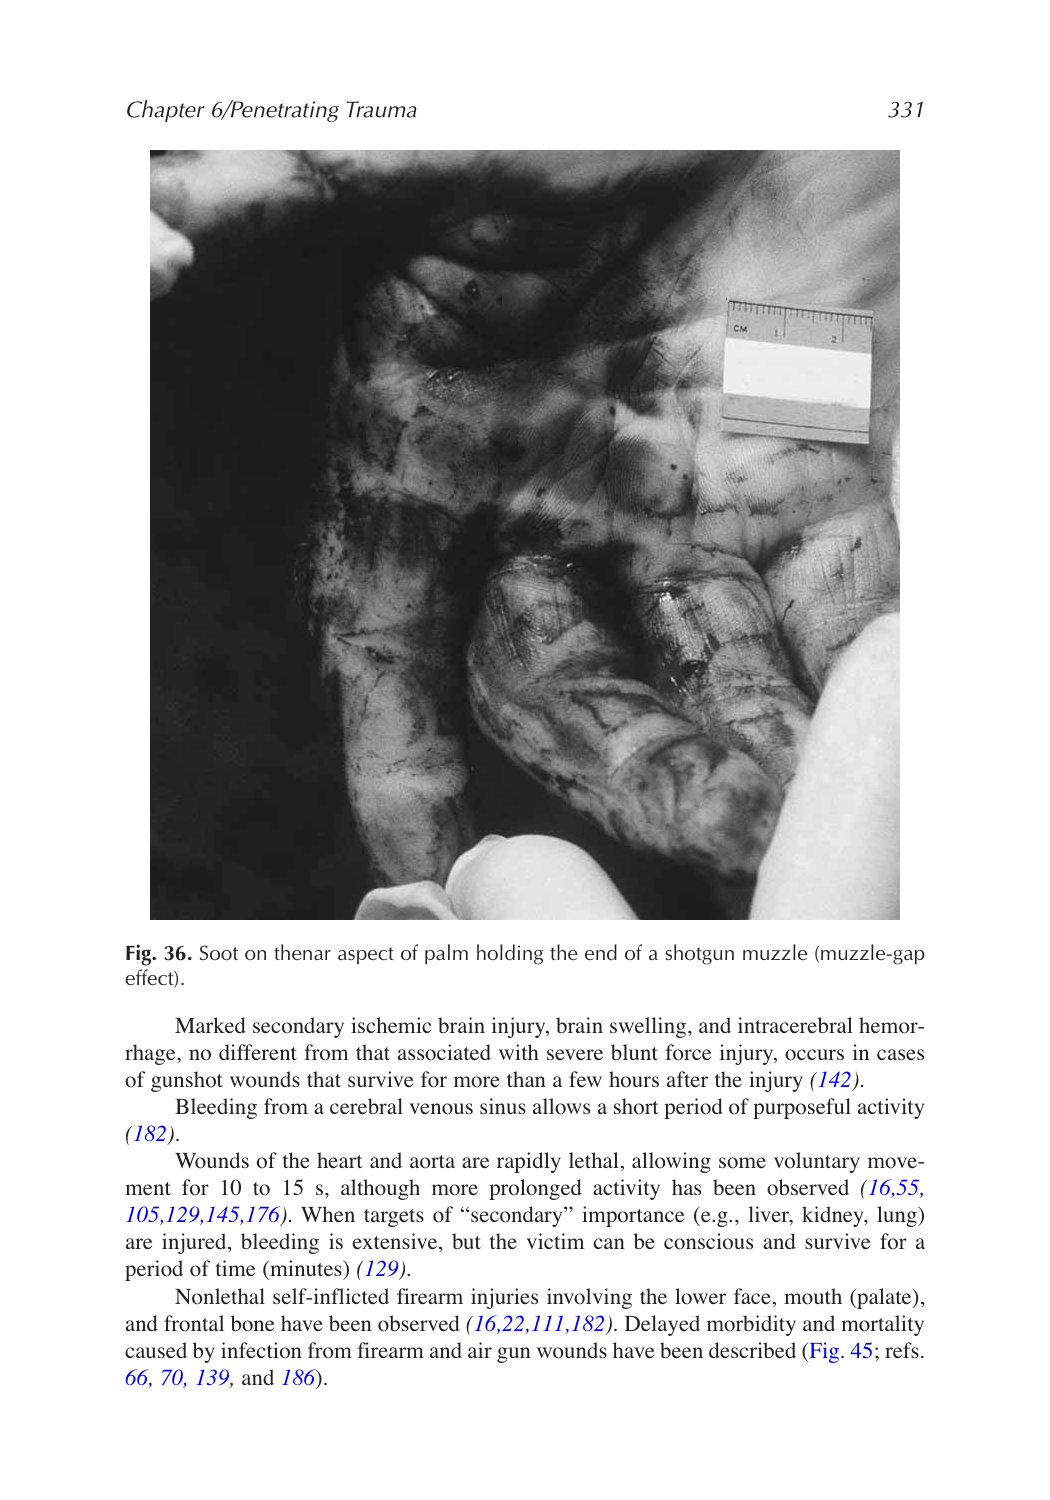 Chapter 6/Penetrating Trauma 331
CM 1 2
Fig. 36. Soot on thenar aspect of palm holding the end of a shotgun muzzle (muzzle-gap
effect).
Marked secondary ischemic brain injury, brain swelling, and intracerebral hemor-
rhage, no different from that associated with severe blunt force injury, occurs in cases
of gunshot wounds that survive for more than a few hours after the injury (142).
Bleeding from a cerebral venous sinus allows a short period of purposeful activity
(182).
Wounds of the heart and aorta are rapidly lethal, allowing some voluntary move-
ment for 10 to 15 s, although more prolonged activity has been observed (16,55,
105,129,145,176). When targets of “secondary” importance (e.g., liver, kidney, lung)
are injured, bleeding is extensive, but the victim can be conscious and survive for a
period of time (minutes) (129).
Nonlethal self-inflicted firearm injuries involving the lower face, mouth (palate),
and frontal bone have been observed (16,22,111,182). Delayed morbidity and mortality
caused by infection from firearm and air gun wounds have been described (Fig. 45; refs.
66, 70, 139, and 186).